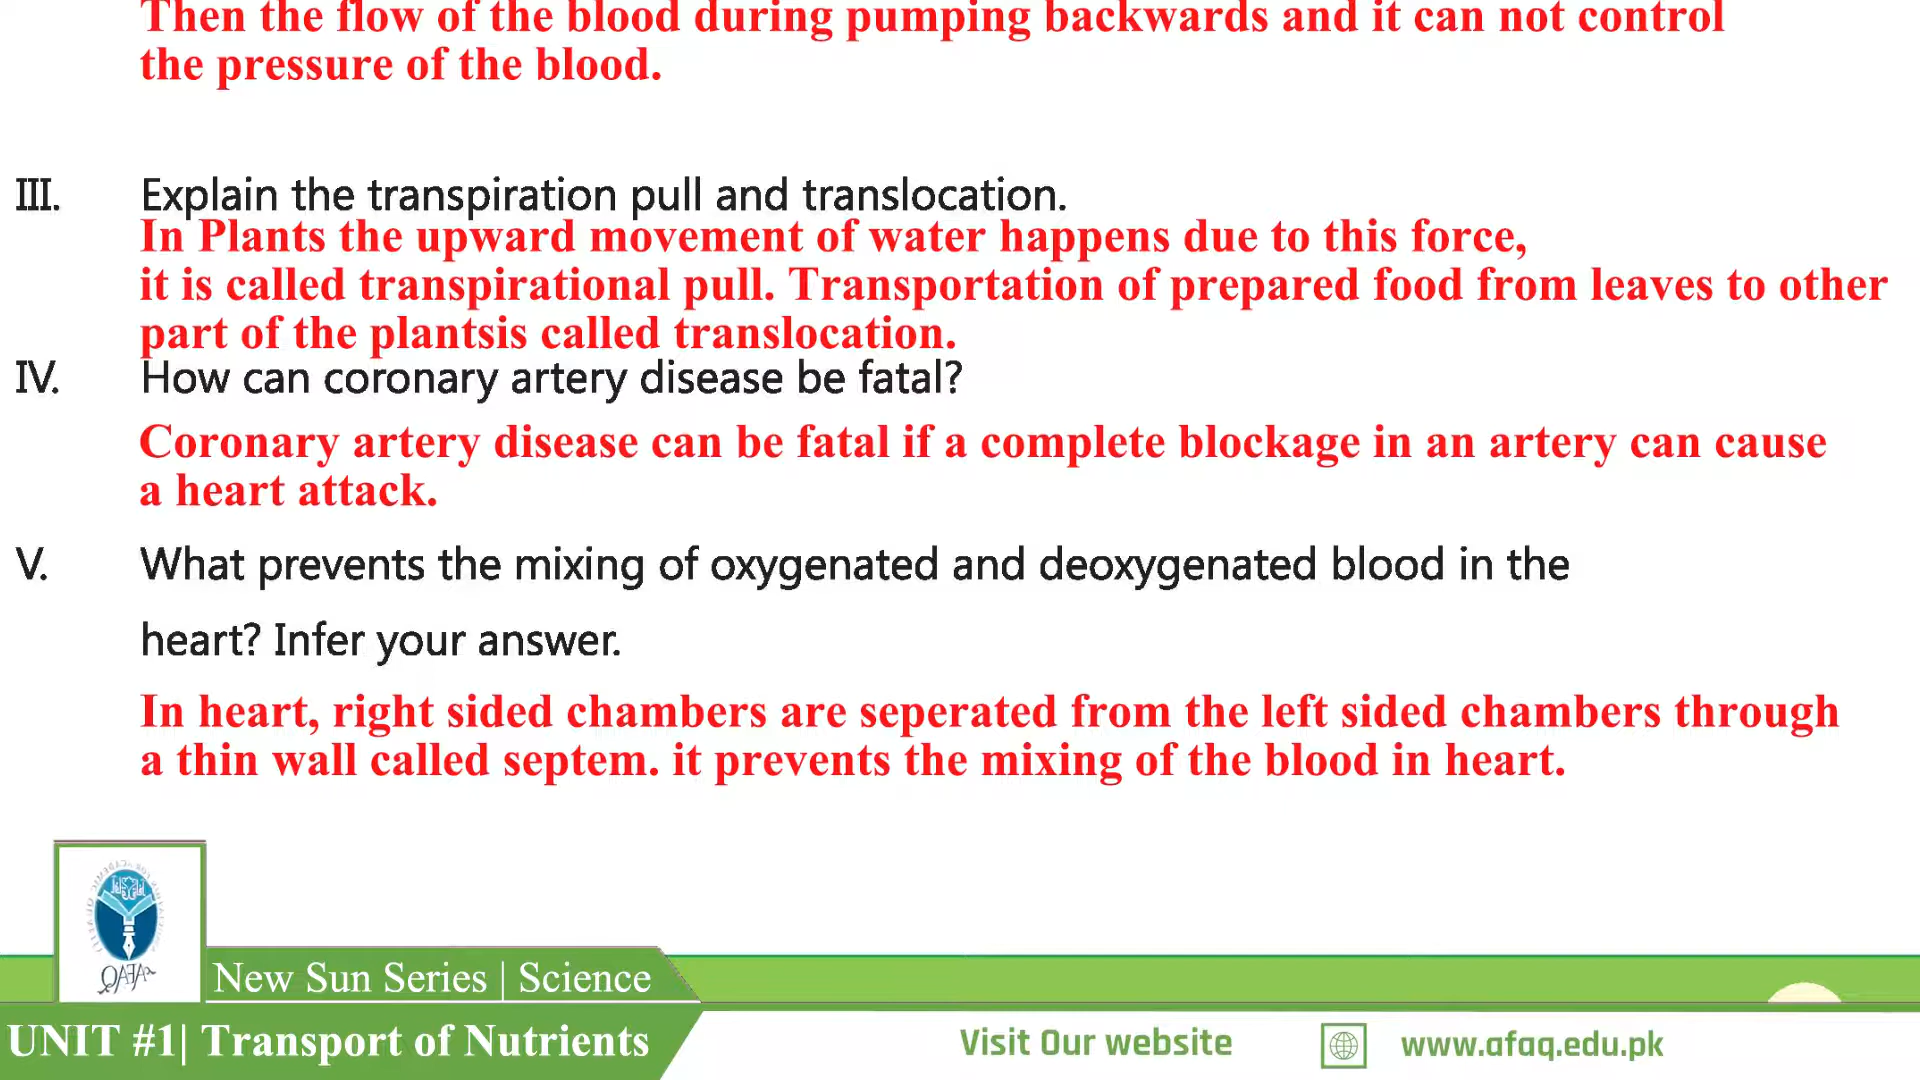 Then the flow of the blood during pumping backwards and it can not control
the pressure of the blood.
III. Explain the transpiration pull and translocation.
In Plants the upward movement of water happens due to this force,
it is called transpirational pull. Transportation of prepared food from leaves to other
part of the plantsis called translocation.
IV. How can coronary artery disease be fatal?
Coronary artery disease can be fatal if a complete blockage in an artery can cause
a heart attack.
V. What prevents the mixing of oxygenated and deoxygenated blood in the
heart? Infer your answer.
In heart, right sided chambers are seperated from the left sided chambers through
a thin wall called septem. it prevents the mixing of the blood in heart.
AFAQ
New Sun Series | Science
UNIT #1| Transport of Nutrients
Visit Our website
www.afaq.edu.pk